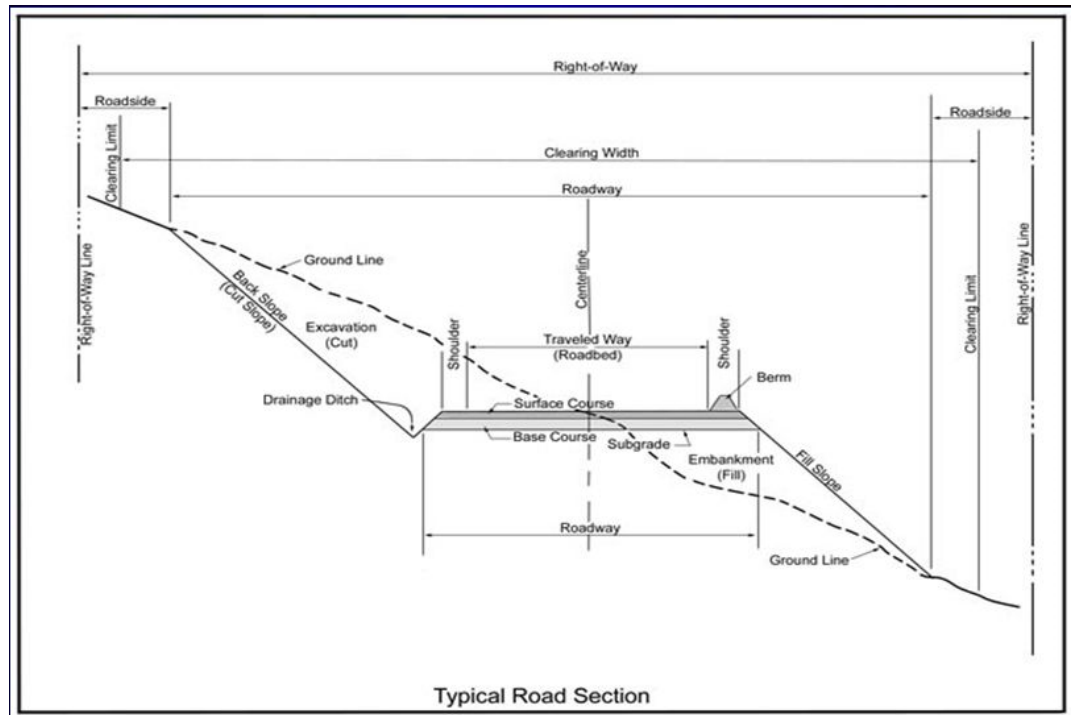 Right-of-Way
Roadside
Roadside
Clearing Limit
Clearing Width
Roadway
Right-of-Way Line
Ground Line
Back Slope
(Cut Slope)
Excavation
(Cut)
Centerline
Shoulder
Traveled Way
(Roadbed)
Shoulder
Clearing Limit
Right-of-Way Line
Berm
Drainage Ditch
Surface Course
Base Course
Subgrade
Embankment
(Fill)
Fill Slope
Roadway
Ground Line
Typical Road Section